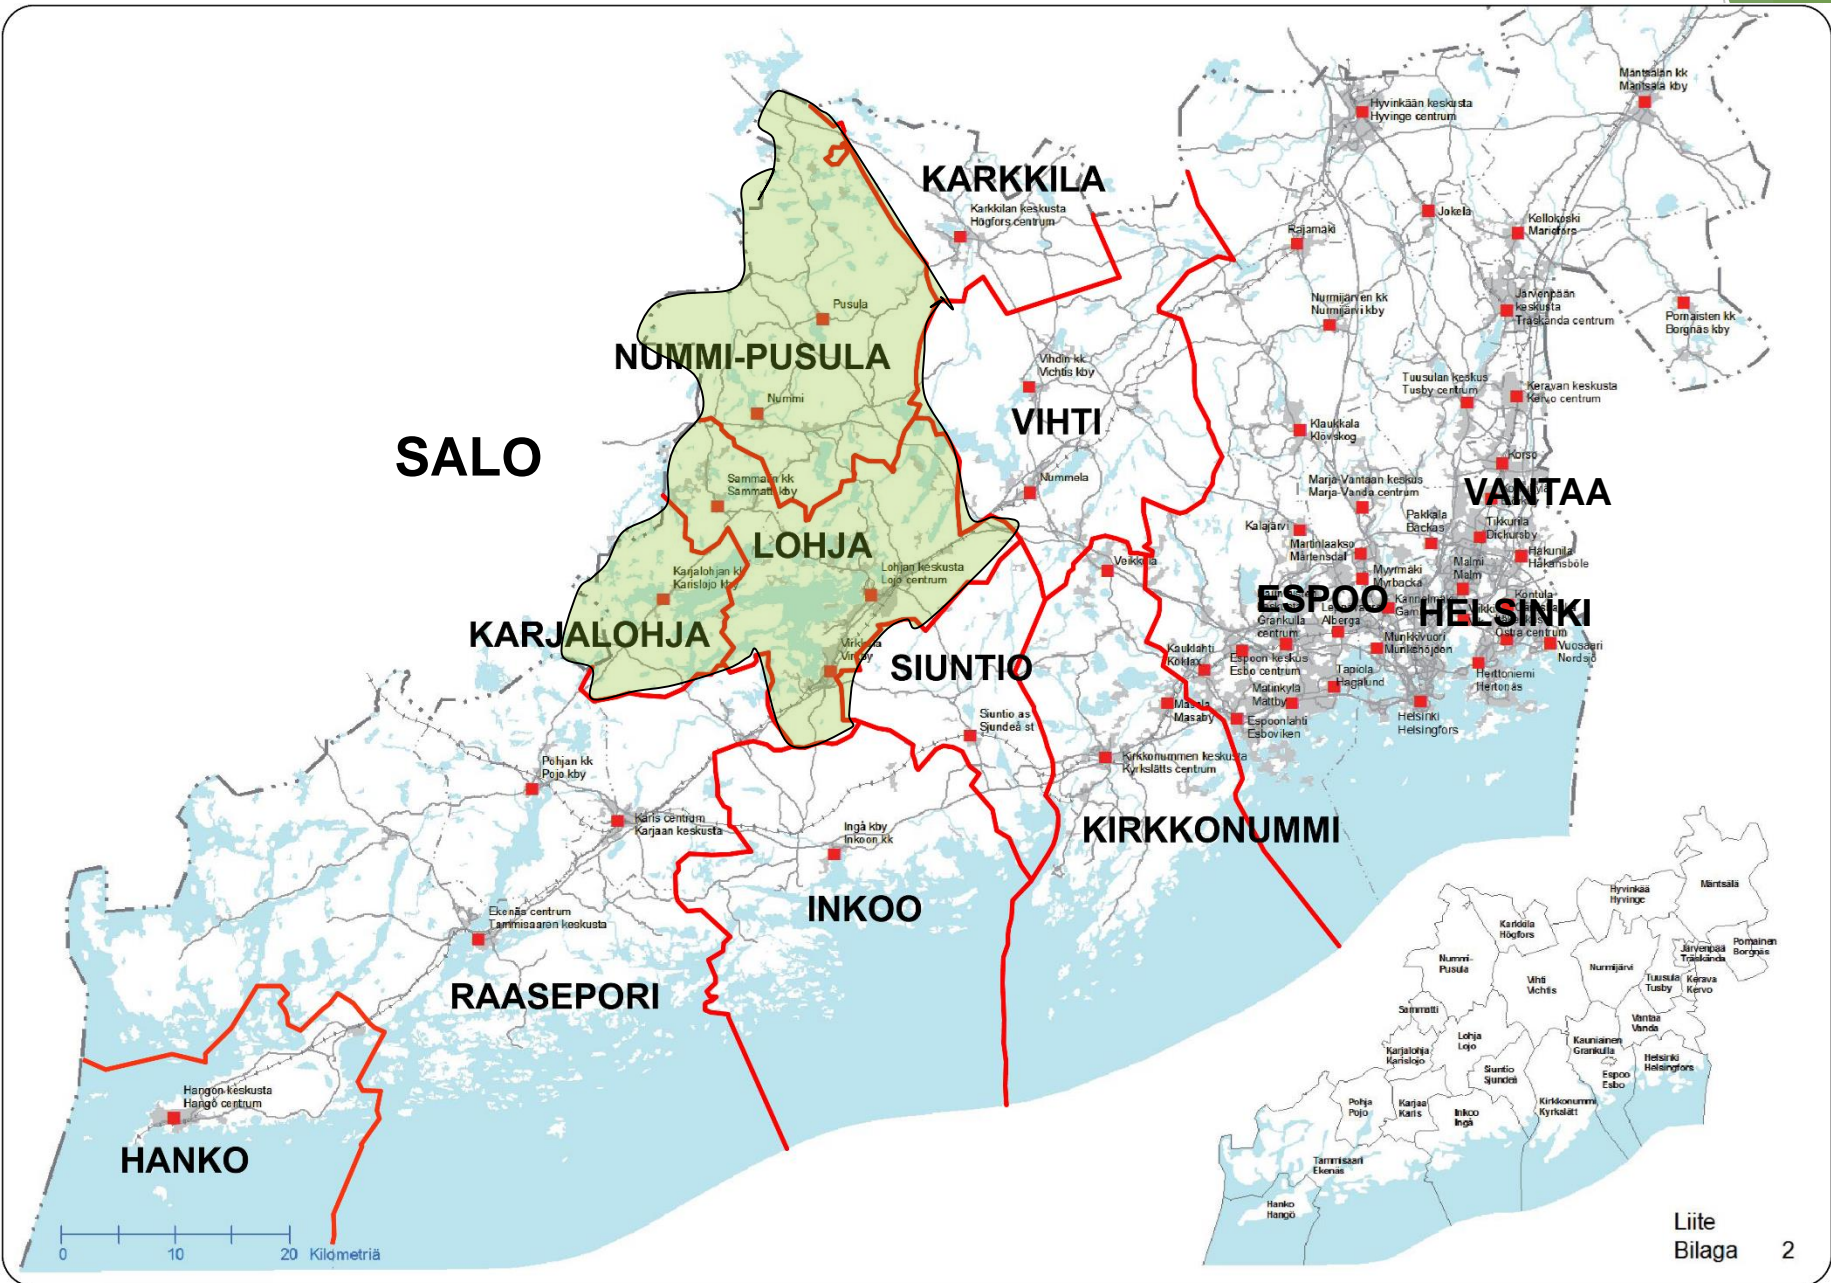 Mäntsälän kk
Mäntsälä kby
Hyvinkään keskusta
Hyvinge centrum
KARKKILA
Karkkilan keskusta
Högfors centrum
Jokela
Kellokoski
Mariefors
Rajamäki
Pusula
Nurmijärven kk
Nurmijärvi kby
Järvenpään
keskusta
Träskända centrum
Pornaisten kk
Borgnäs kby
NUMMI-PUSULA
Vihdin kk
Vichtis kby
Tuusulan keskus
Tusby centrum
Keravan keskusta
Kervo centrum
Nummi
VIHTI
Klaukkala
Klövskog
SALO
Korso
Sammatin kk
Sammatti kby
Nummela
Marja-Vantaan keskus
Marja-Vanda centrum
VANTAA
Pakkala
Backas
Tikkurila
Dickursby
Kalajärvi
LOHJA
Martinlaakso
Mårtensdal
Hakunila
Håkansböle
Veikkola
Malmi
Malm
Karjalohjan kk
Karislojo kby
Lohjan keskusta
Lojo centrum
Myyrmäki
Myrbacka
ESPOO
HELSINKI
Kontula
Grankulla
centrum
Alberga
KARJALOHJA
Munkkivuori
Munkshöjden
Östra centrum
Vuosaari
Nordsjö
Virkkala
Virkby
Kauklahti
Köklax
Espoon keskus
Esbo centrum
SIUNTIO
Tapiola
Hagalund
Herttoniemi
Hertonäs
Matinkylä
Mattby
Masala
Masaby
Siuntio as
Sjundeå st
Espoonlahti
Esboviken
Helsinki
Helsingfors
Pohjan kk
Pojo kby
Kirkkonummen keskusta
Kyrkslätts centrum
Karis centrum
Karjaan keskusta
Ingå kby
Inkoon kk
KIRKKONUMMI
INKOO
Ekenäs centrum
Tammisaaren keskusta
RAASEPORI
Hangon keskusta
Hangö centrum
HANKO
0 10 20 Kilometriä
Mäntsälä
Hyvinkää
Hyvinge
Karkkila
Högfors
Pornainen
Borgnäs
Järvenpää
Träskända
Nummi-
Pusula
Nurmijärvi
Tuusula
Tusby
Kerava
Kervo
Vihti
Vichtis
Sammatti
Vantaa
Vanda
Lohja
Lojo
Kauniainen
Grankulla
Karjalohja
Karislojo
Helsinki
Helsingfors
Siuntio
Sjundeå
Espoo
Esbo
Pohja
Pojo
Karjaa
Karis
Inkoo
Ingå
Kirkkonummi
Kyrkslätt
Tammisaari
Ekenäs
Hanko
Hangö
Liite
Bilaga 2